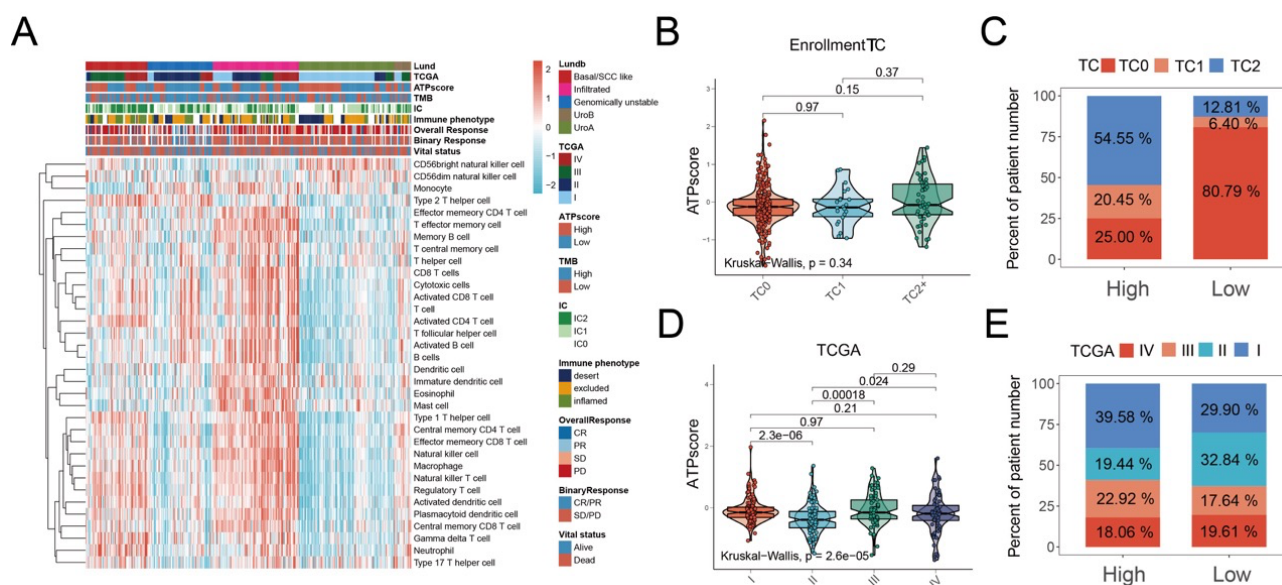 A
Lund
TCGA
ATPscore
TMB
IC
Immune phenotype
Overall Response
Binary Response
Vital status
CD56bright natural killer cell
CD56dim natural killer cell
Monocyte
Type 2 T helper cell
Effector memeory CD4 T cell
T effector memory cell
Memory B cell
T central memory cell
T helper cell
CD8 T cells
Cytotoxic cells
Activated CD8 T cell
T cell
Activated CD4 T cell
T follicular helper cell
Activated B cell
B cells
Dendritic cell
Immature dendritic cell
Eosinophil
Mast cell
Type 1 T helper cell
Central memory CD4 T cell
Effector memeory CD8 T cell
Natural killer cell
Macrophage
Natural killer T cell
Regulatory T cell
Activated dendritic cell
Plasmacytoid dendritic cell
Central memory CD8 T cell
Gamma delta T cell
Neutrophil
Type 17 T helper cell
2
1
0
−1
−2
Lundb
Basal/SCC like
Infiltrated
Genomically unstable
UroB
UroA
TCGA
IV
III
II
I
ATPscore
High
Low
TMB
High
Low
IC
IC2
IC1
IC0
Immune phenotype
desert
excluded
inflamed
OverallResponse
CR
PR
SD
PD
BinaryResponse
CR/PR
SD/PD
Vital status
Alive
Dead
B
Enrollment TC
0.37
0.15
0.97
3
2
1
0
−1
ATPscore
Kruskal−Wallis, p = 0.34
TC0
TC1
TC2+
C
TC TC0 TC1 TC2
Percent of patient number
100
75
50
25
0
54.55 %
20.45 %
25.00 %
12.81 %
6.40 %
80.79 %
High
Low
D
TCGA
0.29
0.024
0.00018
0.21
0.97
2.3e−06
4
2
0
ATPscore
Kruskal−Wallis, p = 2.6e−05
I
II
III
IV
E
TCGA IV III II I
Percent of patient number
100
75
50
25
0
39.58 %
19.44 %
22.92 %
18.06 %
29.90 %
32.84 %
17.64 %
19.61 %
High
Low